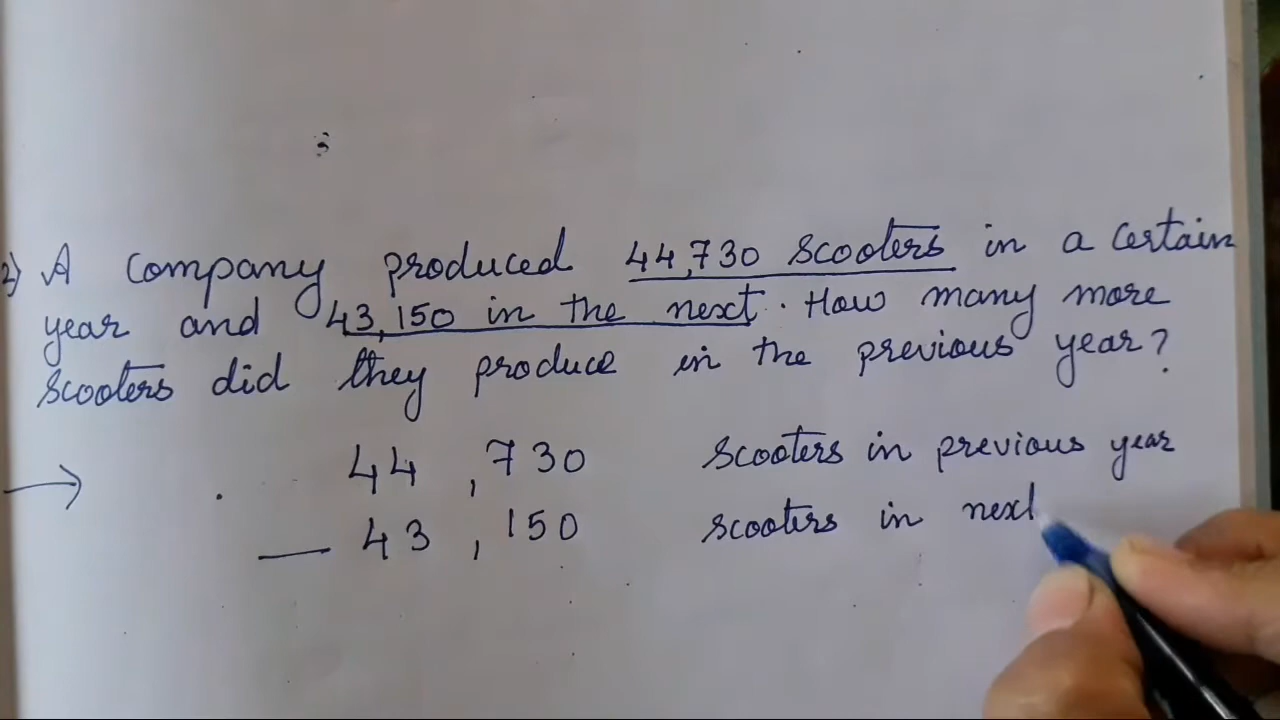 2) A company produced 44,730 scooters in a certain
year and 43,150 in the next. How many more
scooters did they produce in the previous year?
44,730 scooters in previous year
— 43,150 scooters in next